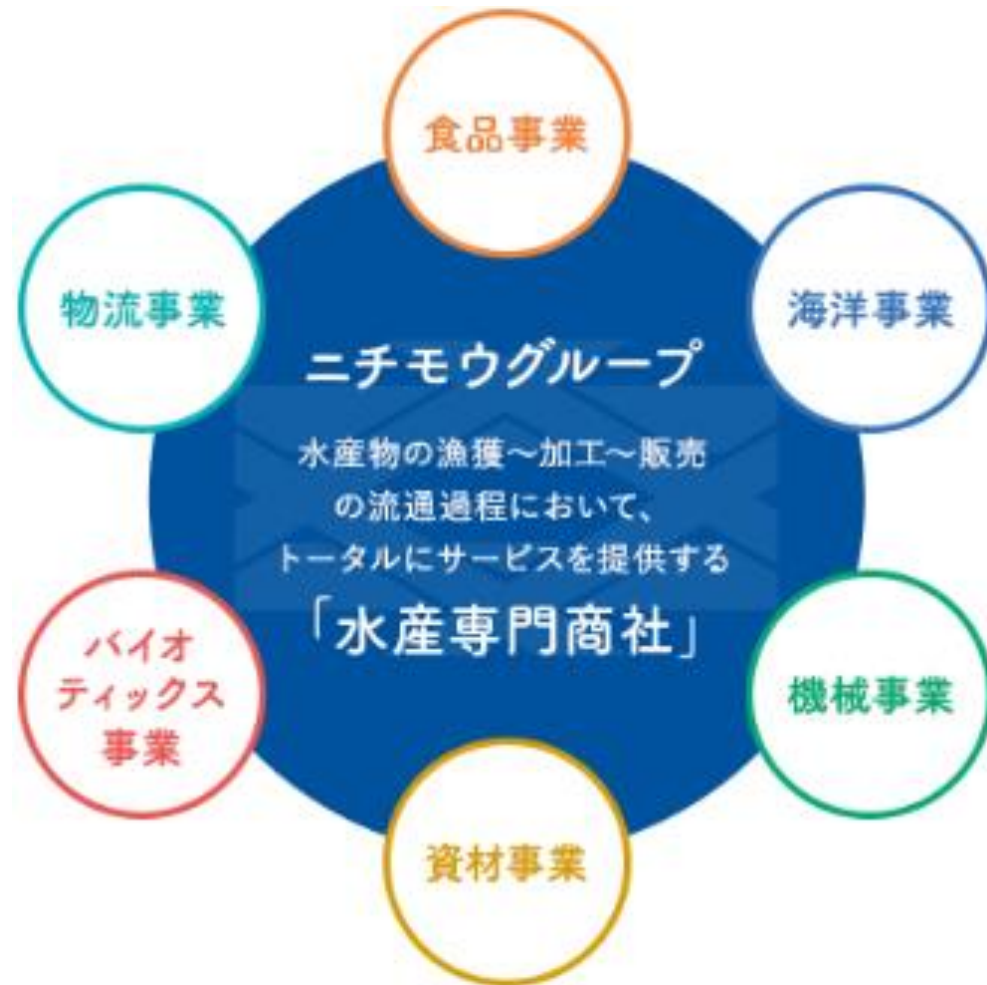 食品事業
物流事業
海洋事業
ニチモウグループ
水産物の漁獲～加工～販売
の流通過程において、
トータルにサービスを提供する
「水産専門商社」
バイオ
ティックス
事業
機械事業
資材事業